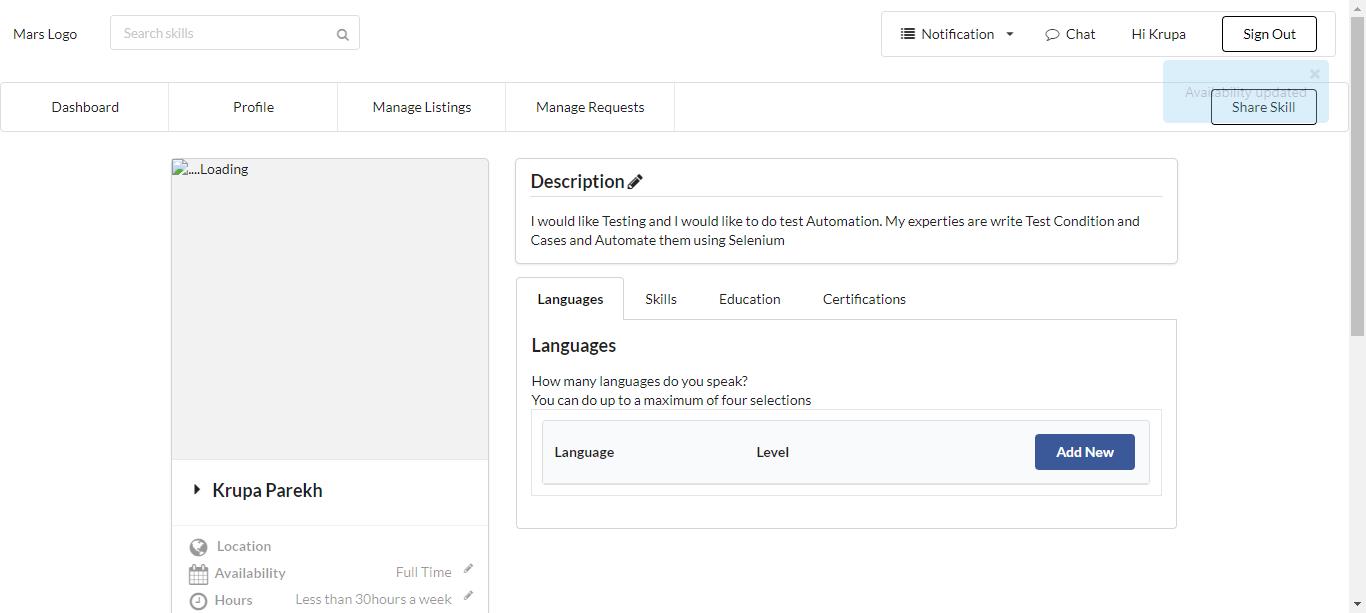 Mars Logo
Search skills
Notification
Chat
Hi Krupa
Sign Out
Dashboard
Profile
Manage Listings
Manage Requests
Availability updated
Share Skill
....Loading
Description
I would like Testing and I would like to do test Automation. My experties are write Test Condition and
Cases and Automate them using Selenium
Languages
Skills
Education
Certifications
Languages
How many languages do you speak?
You can do up to a maximum of four selections
Language
Level
Add New
Krupa Parekh
Location
Availability
Full Time
Hours
Less than 30hours a week